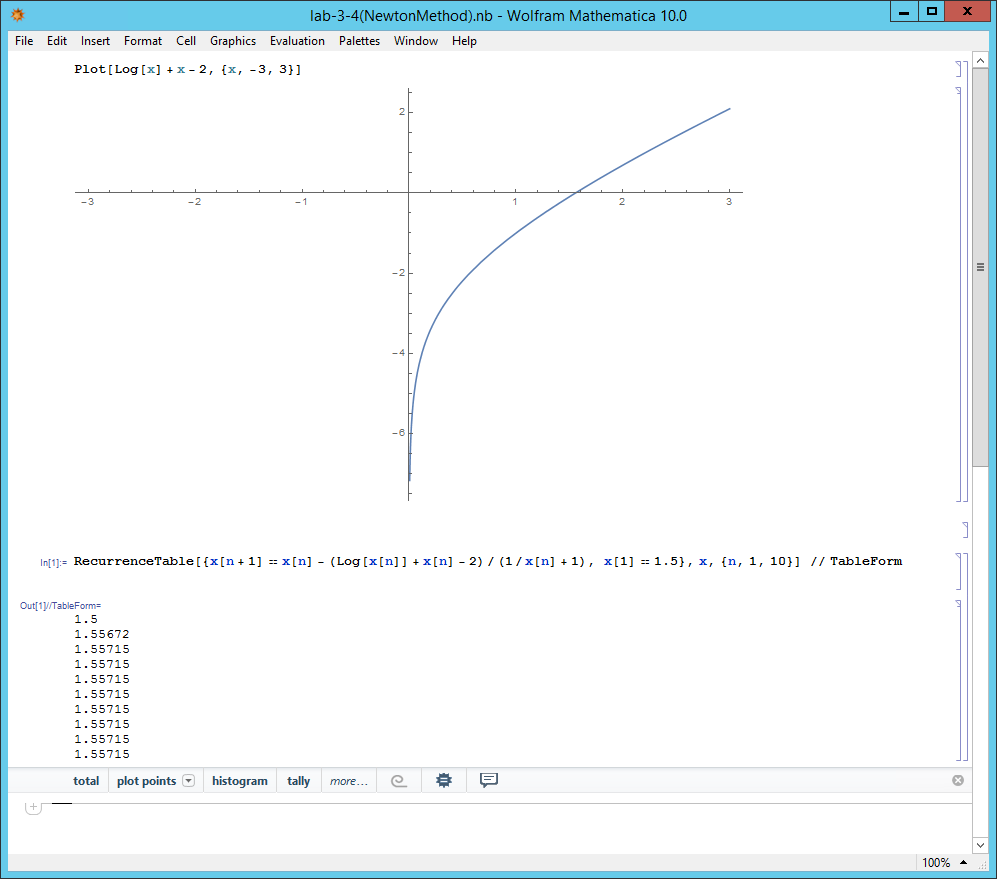 lab-3-4(NewtonMethod).nb - Wolfram Mathematica 10.0
File Edit Insert Format Cell Graphics Evaluation Palettes Window Help
Plot[Log[x] + x - 2, {x, -3, 3}]
2
-3 -2 -1 1 2 3
-2
-4
-6
In[1]:= RecurrenceTable[{x[n + 1] == x[n] - (Log[x[n]] + x[n] - 2) / (1 / x[n] + 1), x[1] == 1.5}, x, {n, 1, 10}] // TableForm
Out[1]//TableForm=
1.5
1.55672
1.55715
1.55715
1.55715
1.55715
1.55715
1.55715
1.55715
1.55715
total plot points histogram tally more...
100%